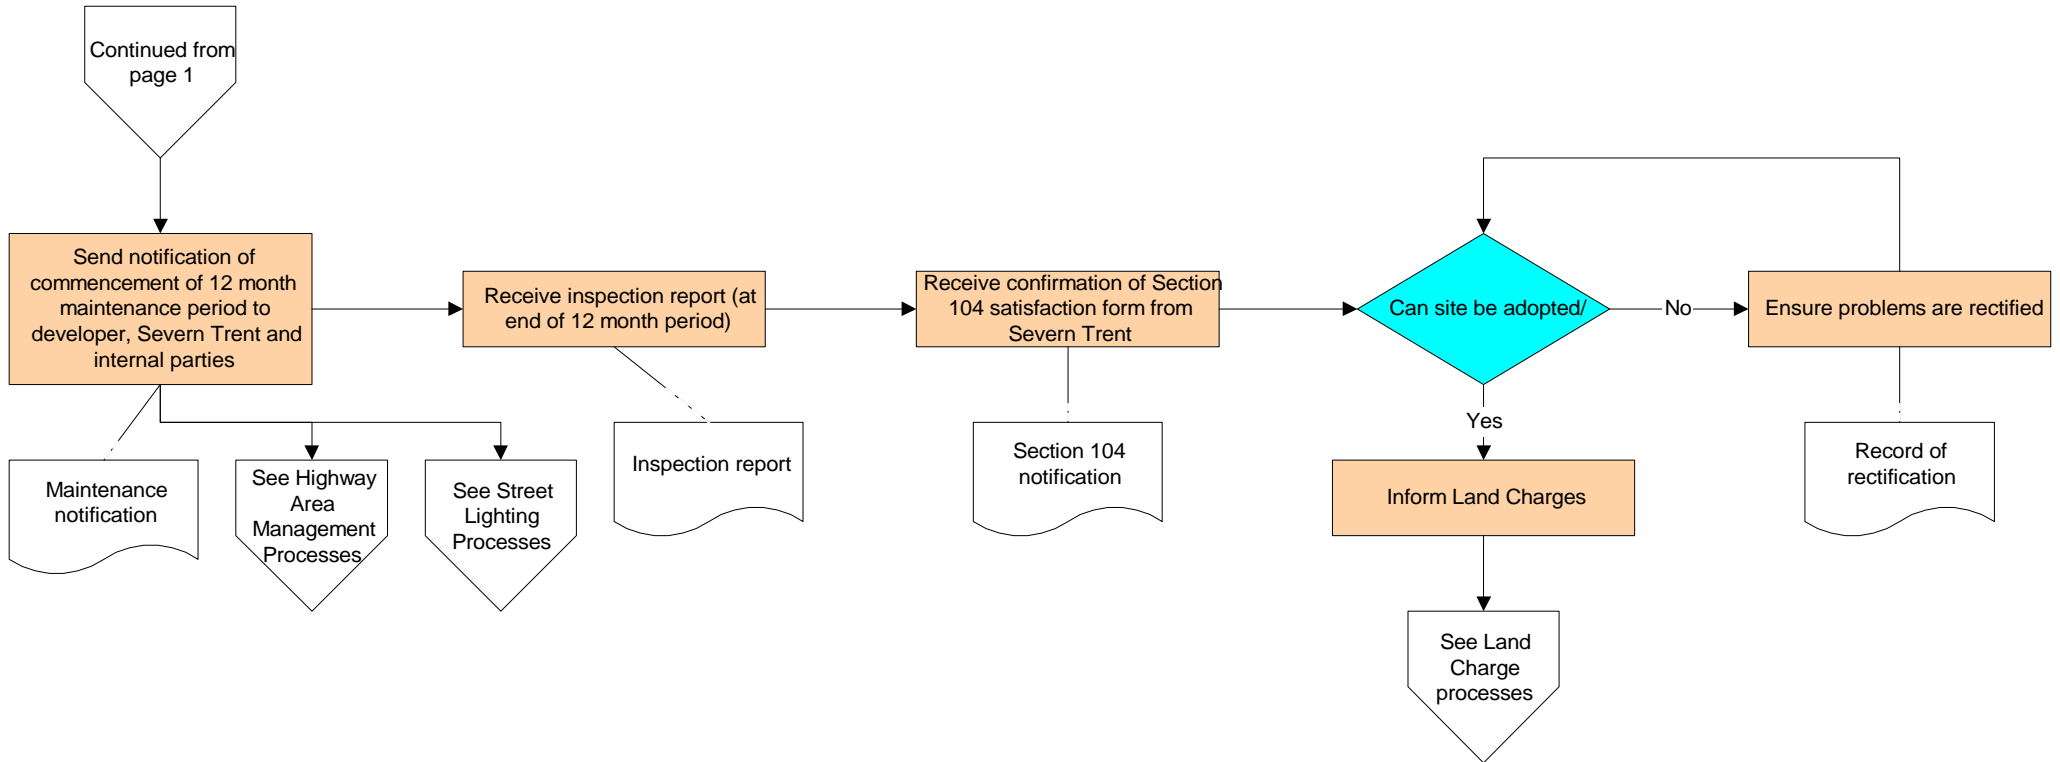 Continued from
page 1
Send notification of
commencement of 12 month
maintenance period to
developer, Severn Trent and
internal parties
Receive inspection report (at
end of 12 month period)
Receive confirmation of Section
104 satisfaction form from
Severn Trent
Can site be adopted/
No
Ensure problems are rectified
Yes
Maintenance
notification
See Highway
Area
Management
Processes
See Street
Lighting
Processes
Inspection report
Section 104
notification
Inform Land Charges
Record of
rectification
See Land
Charge
processes